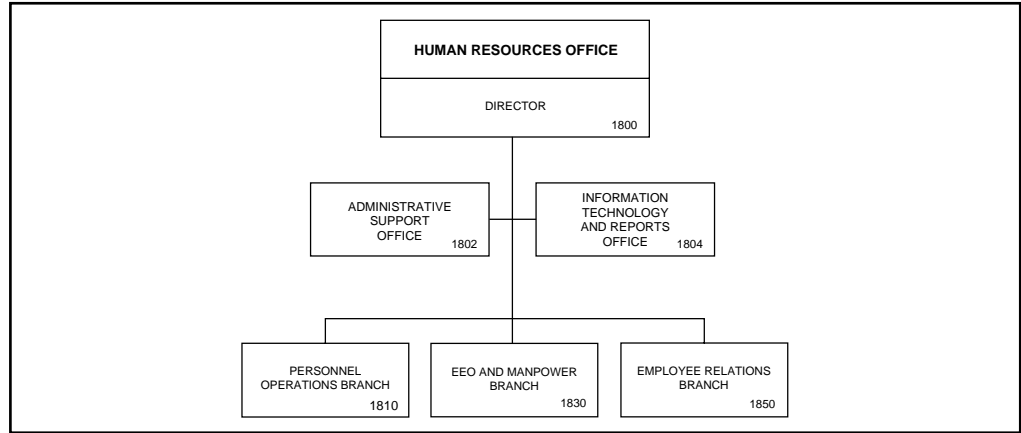 HUMAN RESOURCES OFFICE
DIRECTOR
1800
ADMINISTRATIVE
SUPPORT
OFFICE
1802
INFORMATION
TECHNOLOGY
AND REPORTS
OFFICE
1804
PERSONNEL
OPERATIONS BRANCH
1810
EEO AND MANPOWER
BRANCH
1830
EMPLOYEE RELATIONS
BRANCH
1850